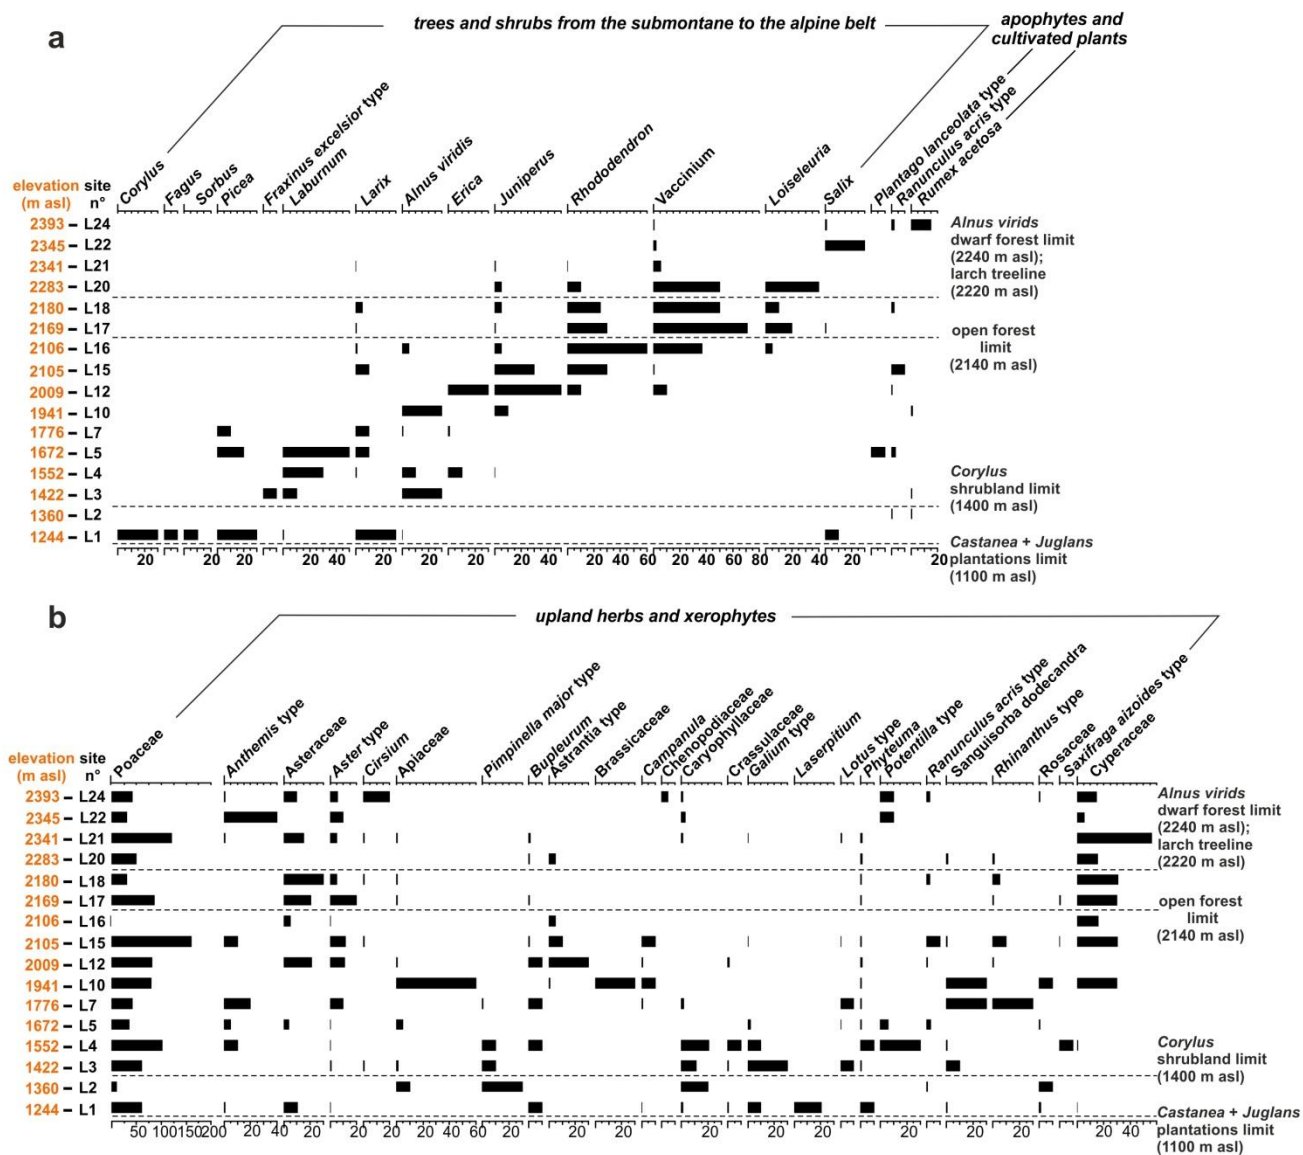 a
trees and shrubs from the submontane to the alpine belt
apophytes and
cultivated plants
elevation site
(m asl) n°
Corylus
Fagus
Sorbus
Picea
Fraxinus excelsior type
Laburnum
Larix
Alnus viridis
Erica
Juniperus
Rhododendron
Vaccinium
Loiseleuria
Salix
Plantago lanceolata type
Ranunculus acris type
Rumex acetosa
2393 – L24
2345 – L22
2341 – L21
2283 – L20
2180 – L18
2169 – L17
2106 – L16
2105 – L15
2009 – L12
1941 – L10
1776 – L7
1672 – L5
1552 – L4
1422 – L3
1360 – L2
1244 – L1
Alnus virids
dwarf forest limit
(2240 m asl);
larch treeline
(2220 m asl)
open forest
limit
(2140 m asl)
Corylus
shrubland limit
(1400 m asl)
Castanea + Juglans
plantations limit
(1100 m asl)
20 20 20 20 20 40 20 20 20 20 40 20 40 60 20 40 60 80 20 40 20 20
b
upland herbs and xerophytes
elevation site
(m asl) n°
Poaceae
Anthemis type
Asteraceae
Aster type
Cirsium
Apiaceae
Pimpinella major type
Bupleurum
Astrantia type
Brassicaceae
Campanula
Chenopodiaceae
Caryophyllaceae
Crassulaceae
Galium type
Laserpitium
Lotus type
Phyteuma
Potentilla type
Ranunculus acris type
Sanguisorba dodecandra
Rhinanthus type
Rosaceae
Saxifraga aizoides type
Cyperaceae
2393 – L24
2345 – L22
2341 – L21
2283 – L20
2180 – L18
2169 – L17
2106 – L16
2105 – L15
2009 – L12
1941 – L10
1776 – L7
1672 – L5
1552 – L4
1422 – L3
1360 – L2
1244 – L1
Alnus virids
dwarf forest limit
(2240 m asl);
larch treeline
(2220 m asl)
open forest
limit
(2140 m asl)
Corylus
shrubland limit
(1400 m asl)
Castanea + Juglans
plantations limit
(1100 m asl)
50 100 150 200 20 40 20 20 20 40 60 20 20 20 20 20 20 20 20 20 20 40